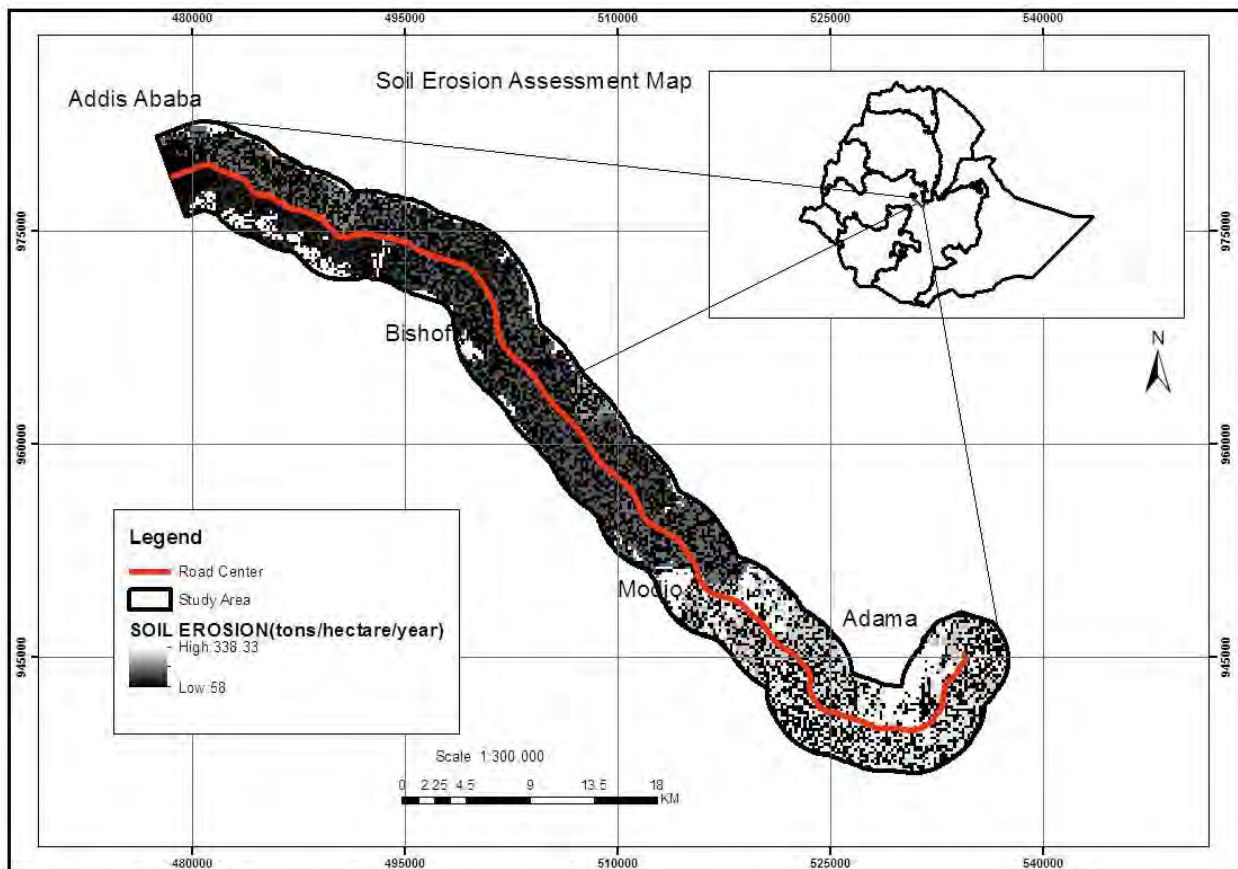 480000 495000 510000 525000 540000
Soil Erosion Assessment Map
Addis Ababa
975000 975000
N
960000 960000
Legend
Road Center
Study Area
SOIL EROSION(tons/hectare/year)
High:338.33
Low:58
Modjo
Adama
945000 945000
Scale 1:300.000
0 2.25 4.5 9 13.5 18
KM
480000 495000 510000 525000 540000